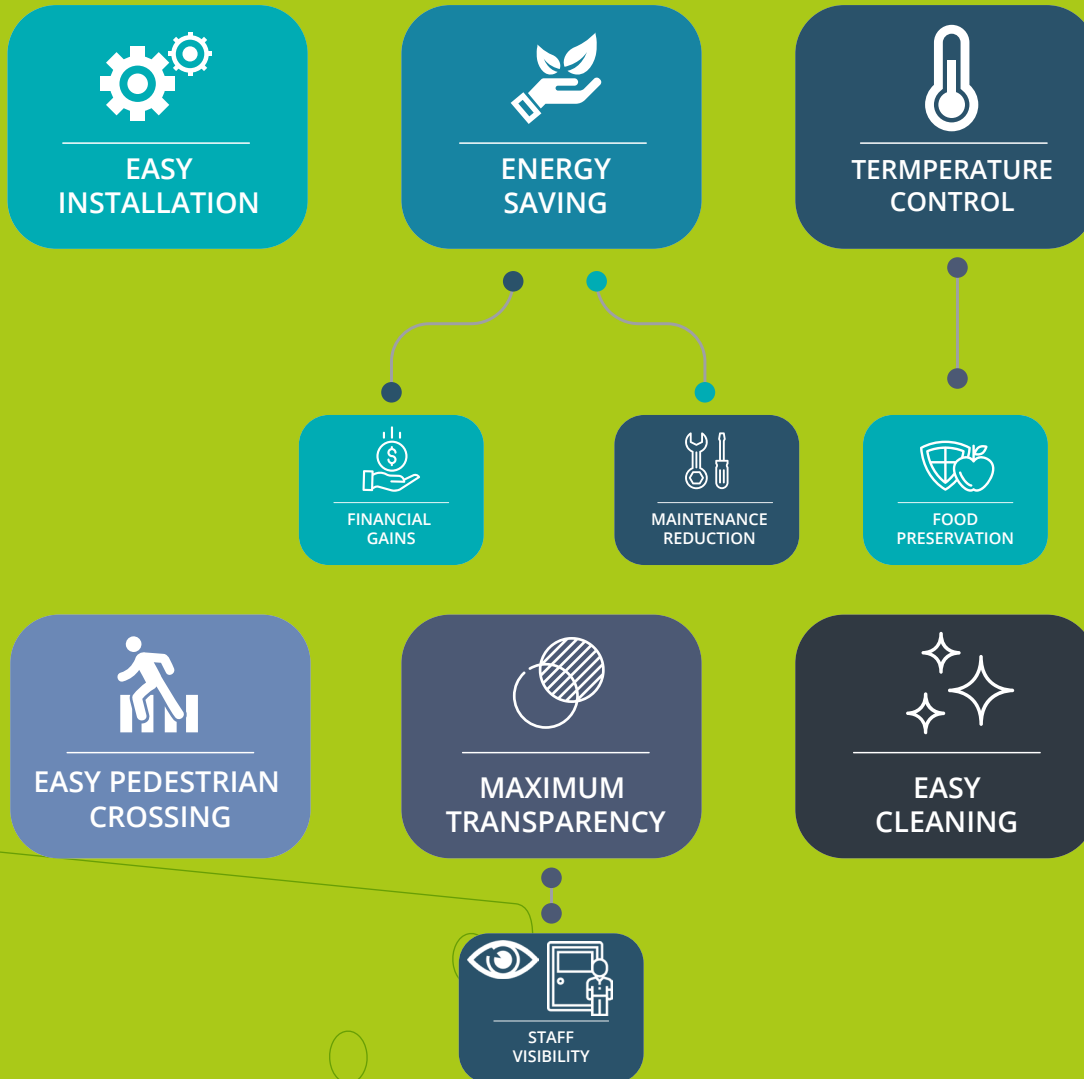 EASY
INSTALLATION
ENERGY
SAVING
TERMPERATURE
CONTROL
FINANCIAL
GAINS
MAINTENANCE
REDUCTION
FOOD
PRESERVATION
EASY PEDESTRIAN
CROSSING
MAXIMUM
TRANSPARENCY
EASY
CLEANING
STAFF
VISIBILITY